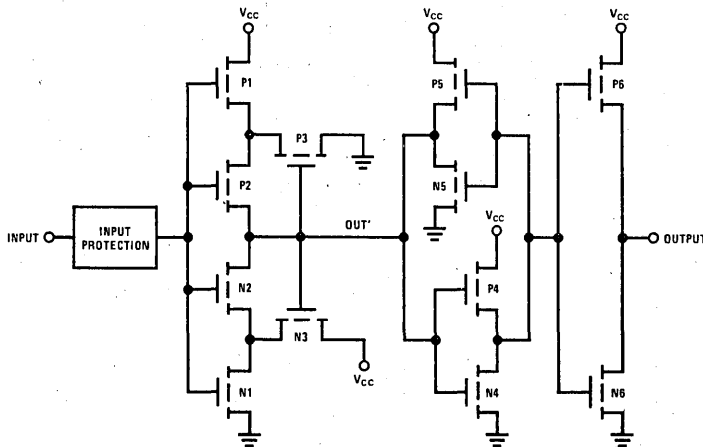 VCC
VCC
VCC
P1
P5
P6
P3
P2
N5
INPUT
INPUT PROTECTION
OUT'
VCC
OUTPUT
N2
P4
N3
VCC
N1
N4
N6